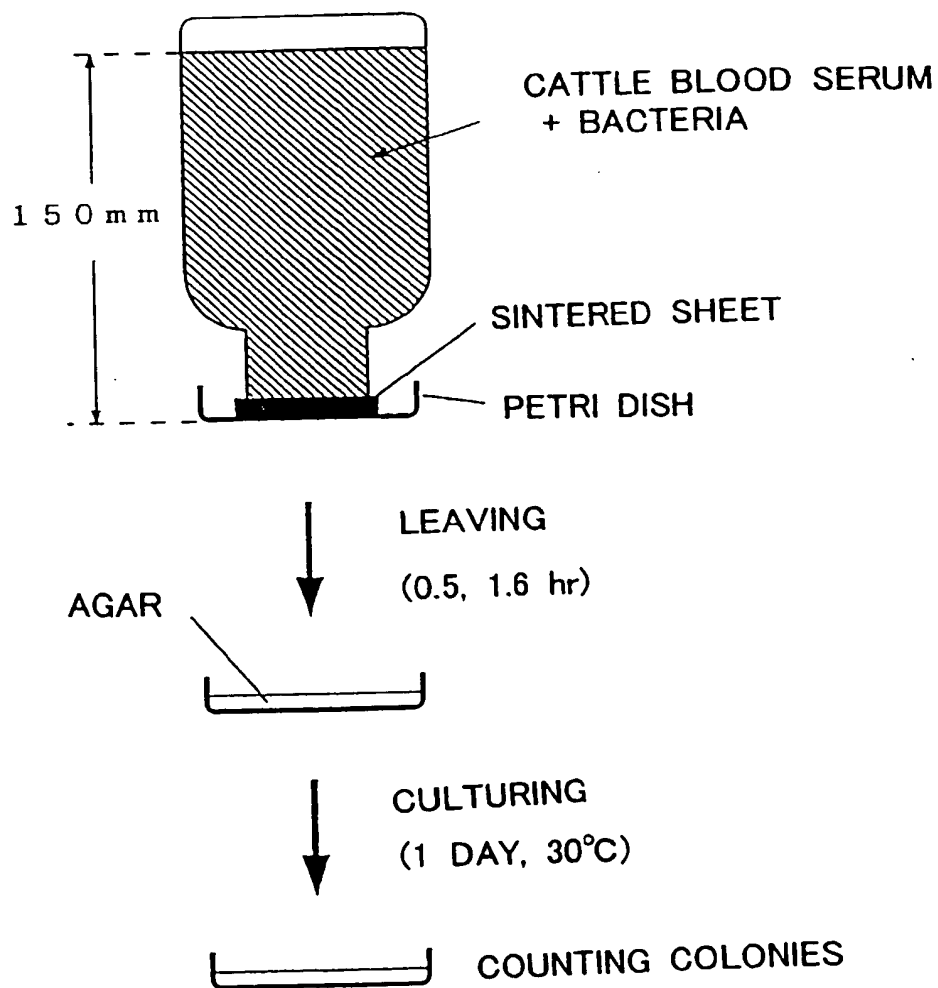 CATTLE BLOOD SERUM
+ BACTERIA
150mm
SINTERED SHEET
PETRI DISH
LEAVING
(0.5, 1.6 hr)
AGAR
CULTURING
(1 DAY, 30°C)
COUNTING COLONIES